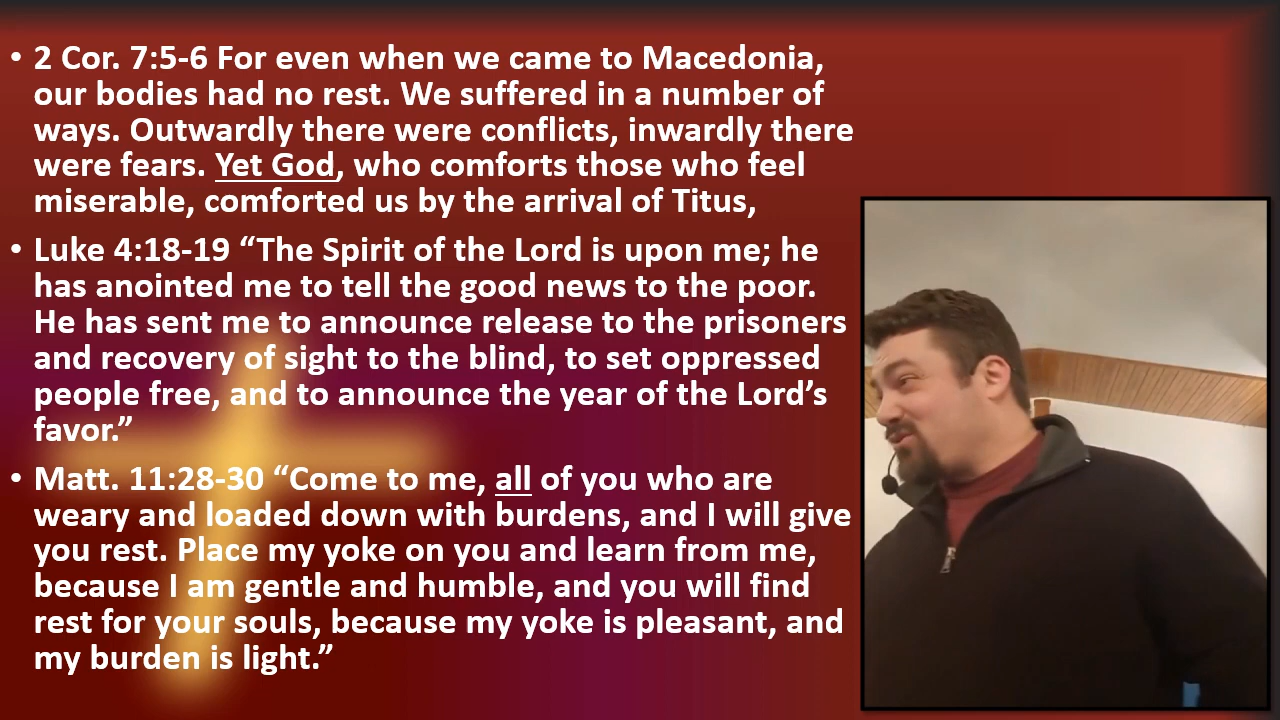 • 2 Cor. 7:5-6 For even when we came to Macedonia,
our bodies had no rest. We suffered in a number of
ways. Outwardly there were conflicts, inwardly there
were fears. Yet God, who comforts those who feel
miserable, comforted us by the arrival of Titus,
• Luke 4:18-19 “The Spirit of the Lord is upon me; he
has anointed me to tell the good news to the poor.
He has sent me to announce release to the prisoners
and recovery of sight to the blind, to set oppressed
people free, and to announce the year of the Lord’s
favor.”
• Matt. 11:28-30 “Come to me, all of you who are
weary and loaded down with burdens, and I will give
you rest. Place my yoke on you and learn from me,
because I am gentle and humble, and you will find
rest for your souls, because my yoke is pleasant, and
my burden is light.”